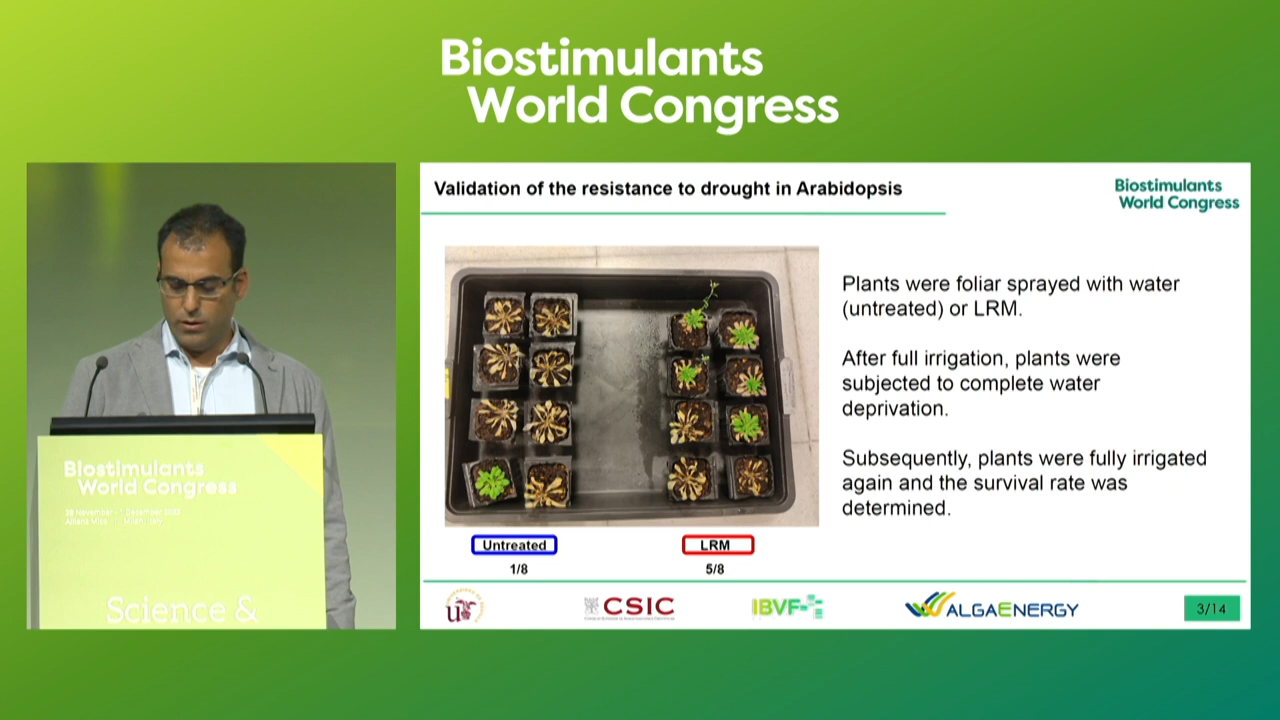 Biostimulants
World Congress
Validation of the resistance to drought in Arabidopsis
Biostimulants
World Congress
Plants were foliar sprayed with water
(untreated) or LRM.
After full irrigation, plants were
subjected to complete water
deprivation.
Subsequently, plants were fully irrigated
again and the survival rate was
determined.
Untreated
LRM
1/8
5/8
CSIC
IBVF
ALGAENERGY
3/14
Biostimulants
World Congress
Science &